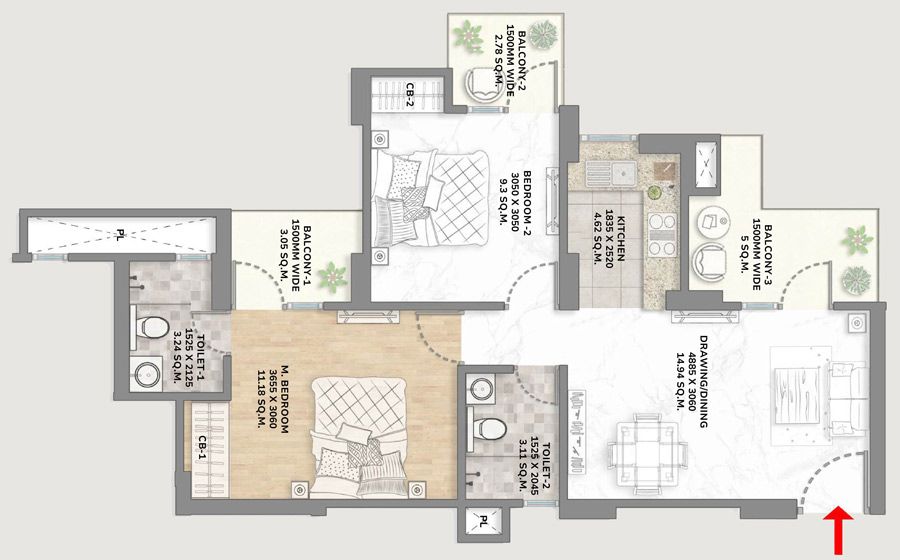 BALCONY-2
1500MM WIDE
2.78 SQ.M.
CB-2
BEDROOM -2
3050 X 3050
9.3 SQ.M.
KITCHEN
1835 X 2520
4.62 SQ.M.
BALCONY-3
1500MM WIDE
5 SQ.M.
PL
BALCONY-1
1500MM WIDE
3.05 SQ.M.
TOILET-1
1525 X 2125
3.24 SQ.M.
M. BEDROOM
3655 X 3060
11.18 SQ.M.
CB-1
DRAWING/DINING
4885 X 3060
14.94 SQ.M.
TOILET-2
1525 X 2045
3.11 SQ.M.
PL